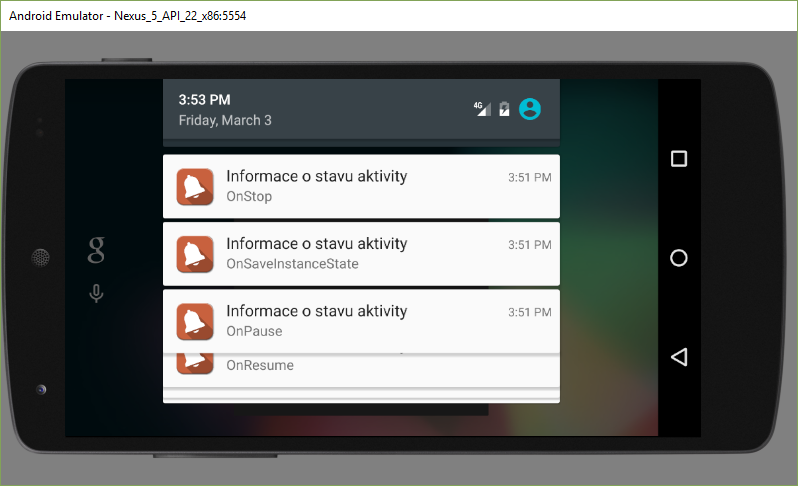 Android Emulator - Nexus_5_API_22_x86:5554
3:53 PM
4G
Friday, March 3
Informace o stavu aktivity 3:51 PM
OnStop
g
Informace o stavu aktivity 3:51 PM
OnSaveInstanceState
Informace o stavu aktivity 3:51 PM
OnPause
OnResume